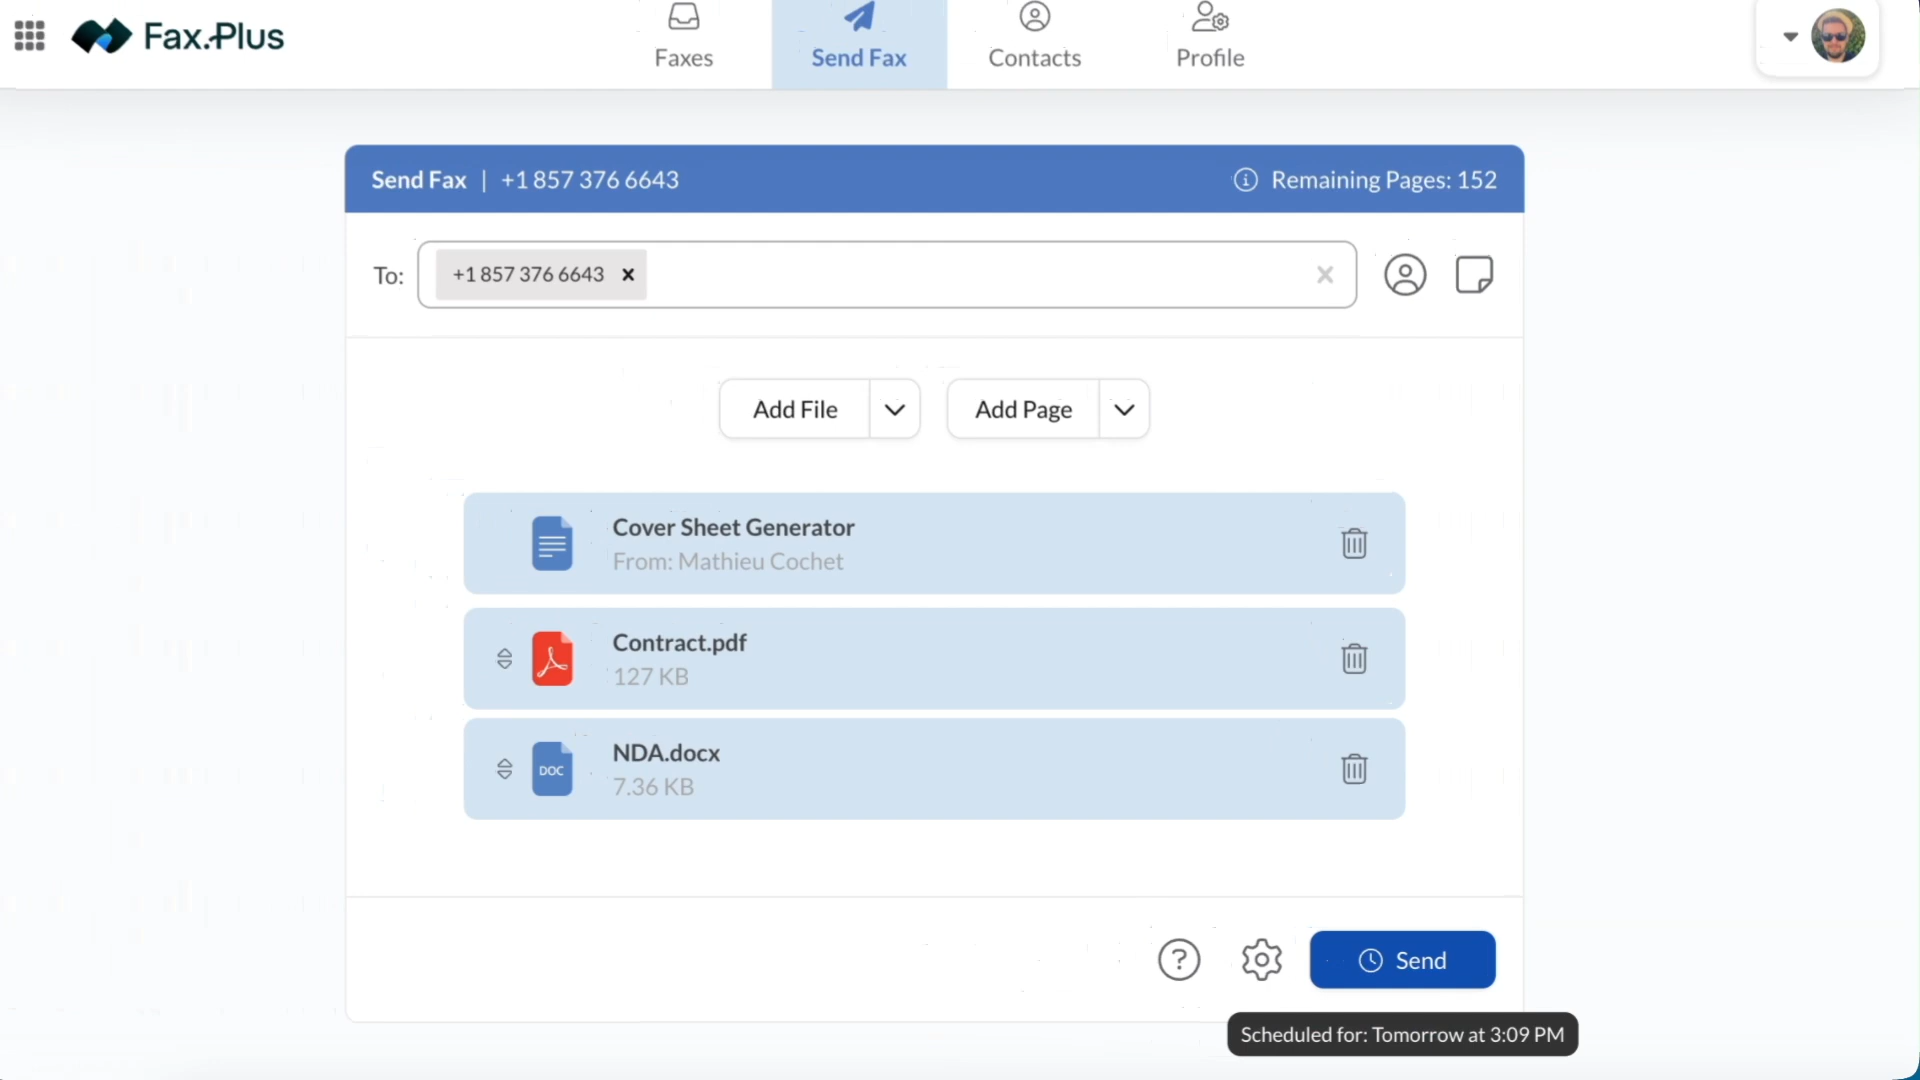 Fax.Plus
Faxes
Send Fax
Contacts
Profile
Send Fax | +1 857 376 6643
Remaining Pages: 152
To: +1 857 376 6643
Add File
Add Page
Cover Sheet Generator
From: Mathieu Cochet
Contract.pdf
127 KB
DOC
NDA.docx
7.36 KB
Send
Scheduled for: Tomorrow at 3:09 PM